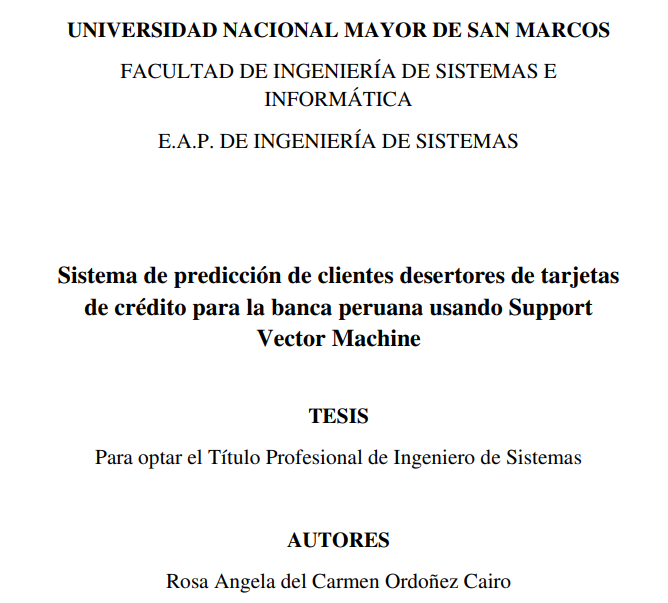 UNIVERSIDAD NACIONAL MAYOR DE SAN MARCOS
FACULTAD DE INGENIERÍA DE SISTEMAS E
INFORMÁTICA
E.A.P. DE INGENIERÍA DE SISTEMAS
Sistema de predicción de clientes desertores de tarjetas
de crédito para la banca peruana usando Support
Vector Machine
TESIS
Para optar el Título Profesional de Ingeniero de Sistemas
AUTORES
Rosa Angela del Carmen Ordoñez Cairo